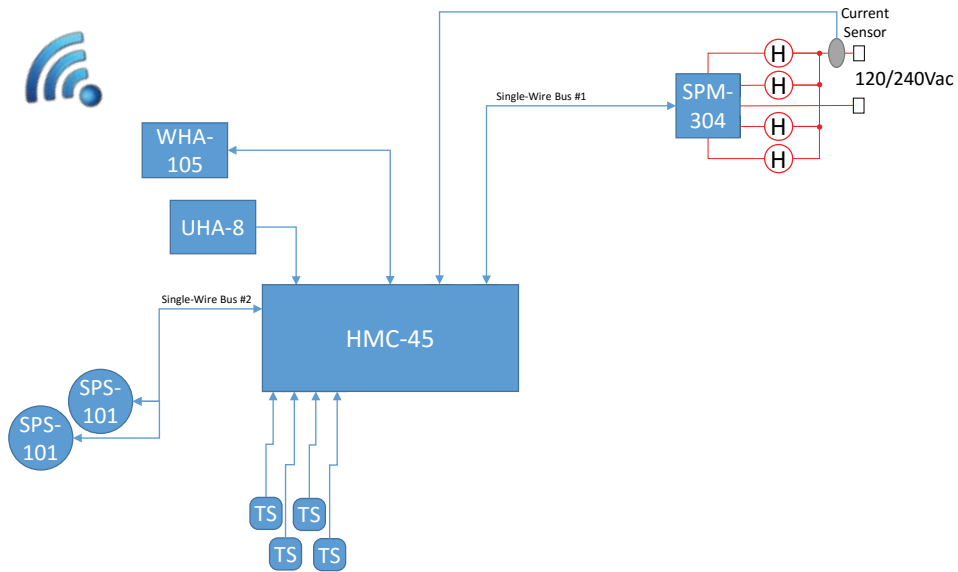 Current
Sensor
H
120/240Vac
H
SPM-
304
Single-Wire Bus #1
H
H
WHA-
105
UHA-8
Single-Wire Bus #2
HMC-45
SPS-
101
SPS-
101
TS
TS
TS
TS